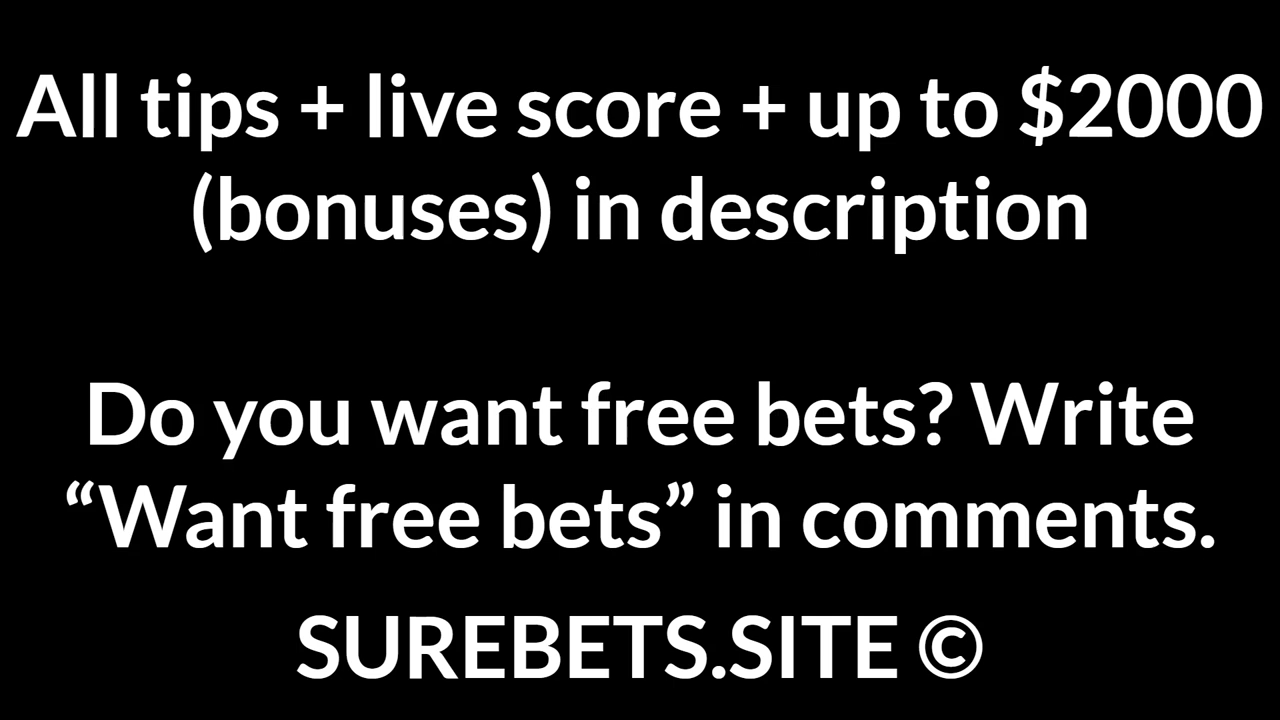 All tips + live score + up to $2000
(bonuses) in description
Do you want free bets? Write
“Want free bets” in comments.
SUREBETS.SITE ©